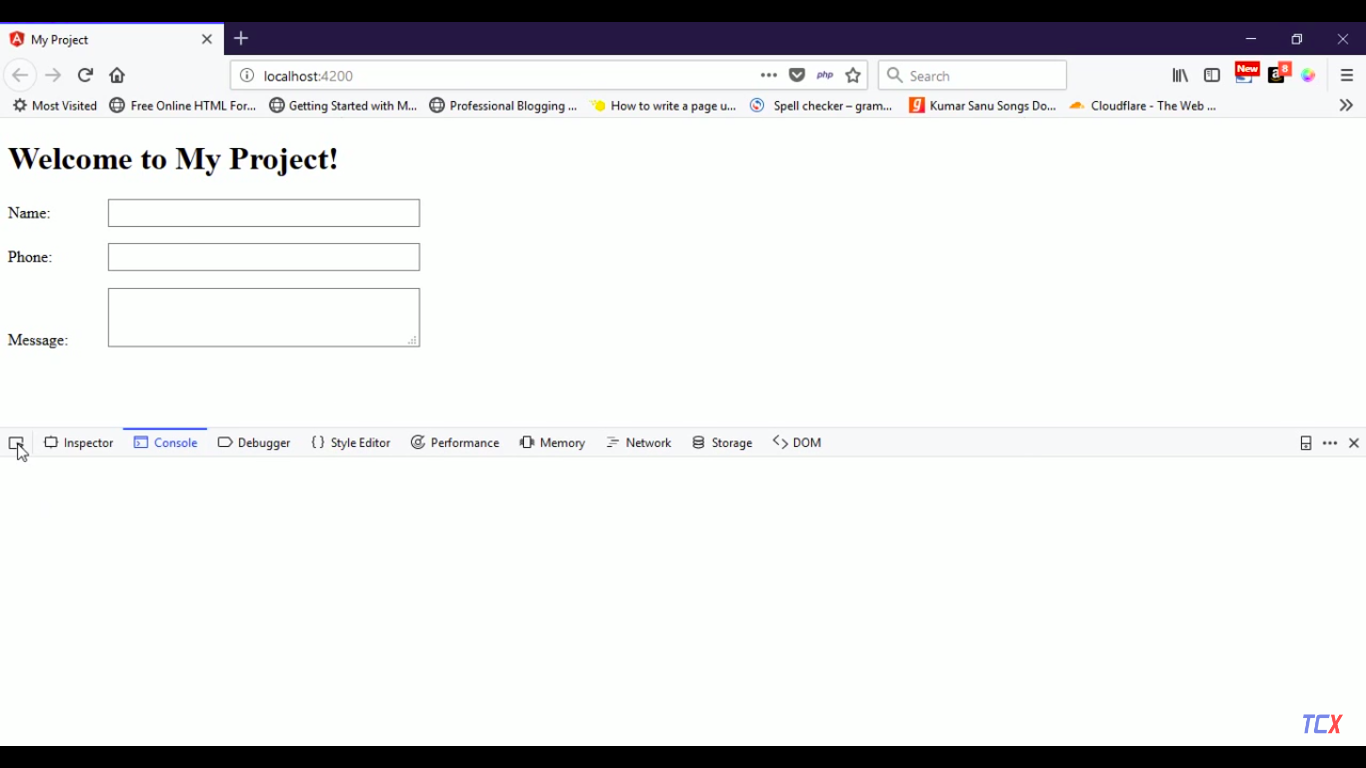 My Project
localhost:4200
php
Search
New
a
8
Most Visited
Free Online HTML For...
Getting Started with M...
Professional Blogging ...
How to write a page u...
Spell checker – gram...
Kumar Sanu Songs Do...
Cloudflare - The Web ...
Welcome to My Project!
Name:
Phone:
Message:
Inspector
Console
Debugger
Style Editor
Performance
Memory
Network
Storage
DOM
TCX